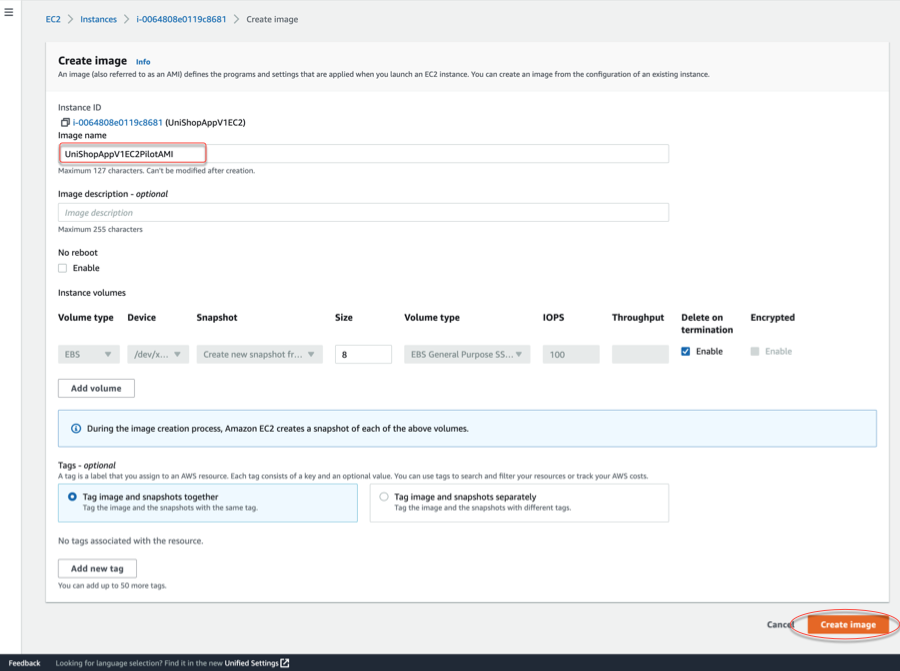 EC2 > Instances > i-0064808e0119c8681 > Create image
Create image Info
An image (also referred to as an AMI) defines the programs and settings that are applied when you launch an EC2 instance. You can create an image from the configuration of an existing instance.
Instance ID
i-0064808e0119c8681 (UniShopAppV1EC2)
Image name
UniShopAppV1EC2PilotAMI
Maximum 127 characters. Can't be modified after creation.
Image description - optional
Image description
Maximum 255 characters
No reboot
Enable
Instance volumes
Volume type Device Snapshot Size Volume type IOPS Throughput Delete on termination Encrypted
EBS /dev/x... Create new snapshot fr... 8 EBS General Purpose SS... 100 Enable Enable
Add volume
During the image creation process, Amazon EC2 creates a snapshot of each of the above volumes.
Tags - optional
A tag is a label that you assign to an AWS resource. Each tag consists of a key and an optional value. You can use tags to search and filter your resources or track your AWS costs.
Tag image and snapshots together Tag image and snapshots separately
Tag the image and the snapshots with the same tag. Tag the image and the snapshots with different tags.
No tags associated with the resource.
Add new tag
You can add up to 50 more tags.
Cancel Create image
Feedback Looking for language selection? Find it in the new Unified Settings